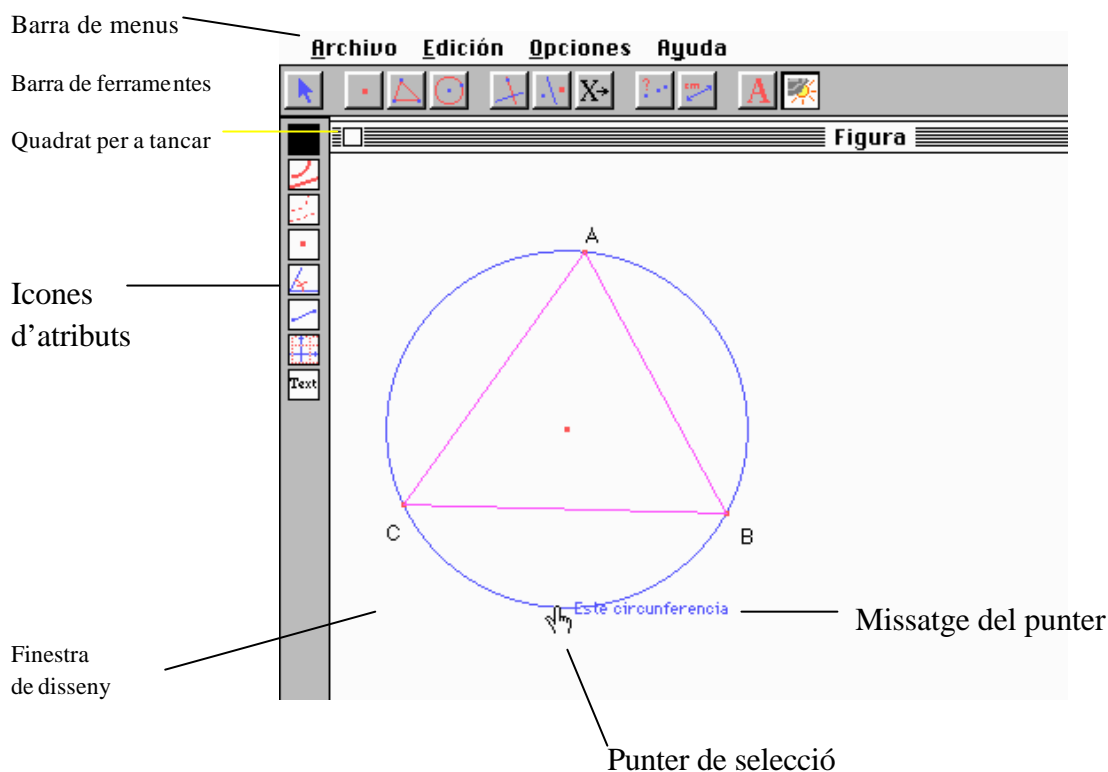 Barra de menus
Archivo Edición Opciones Ayuda
Barra de ferramentes
X
?
cm
A
Quadrat per a tancar
Figura
Icones
d'atributs
Text
A
C
B
Este circunferencia
Missatge del punter
Finestra
de disseny
Punter de selecció